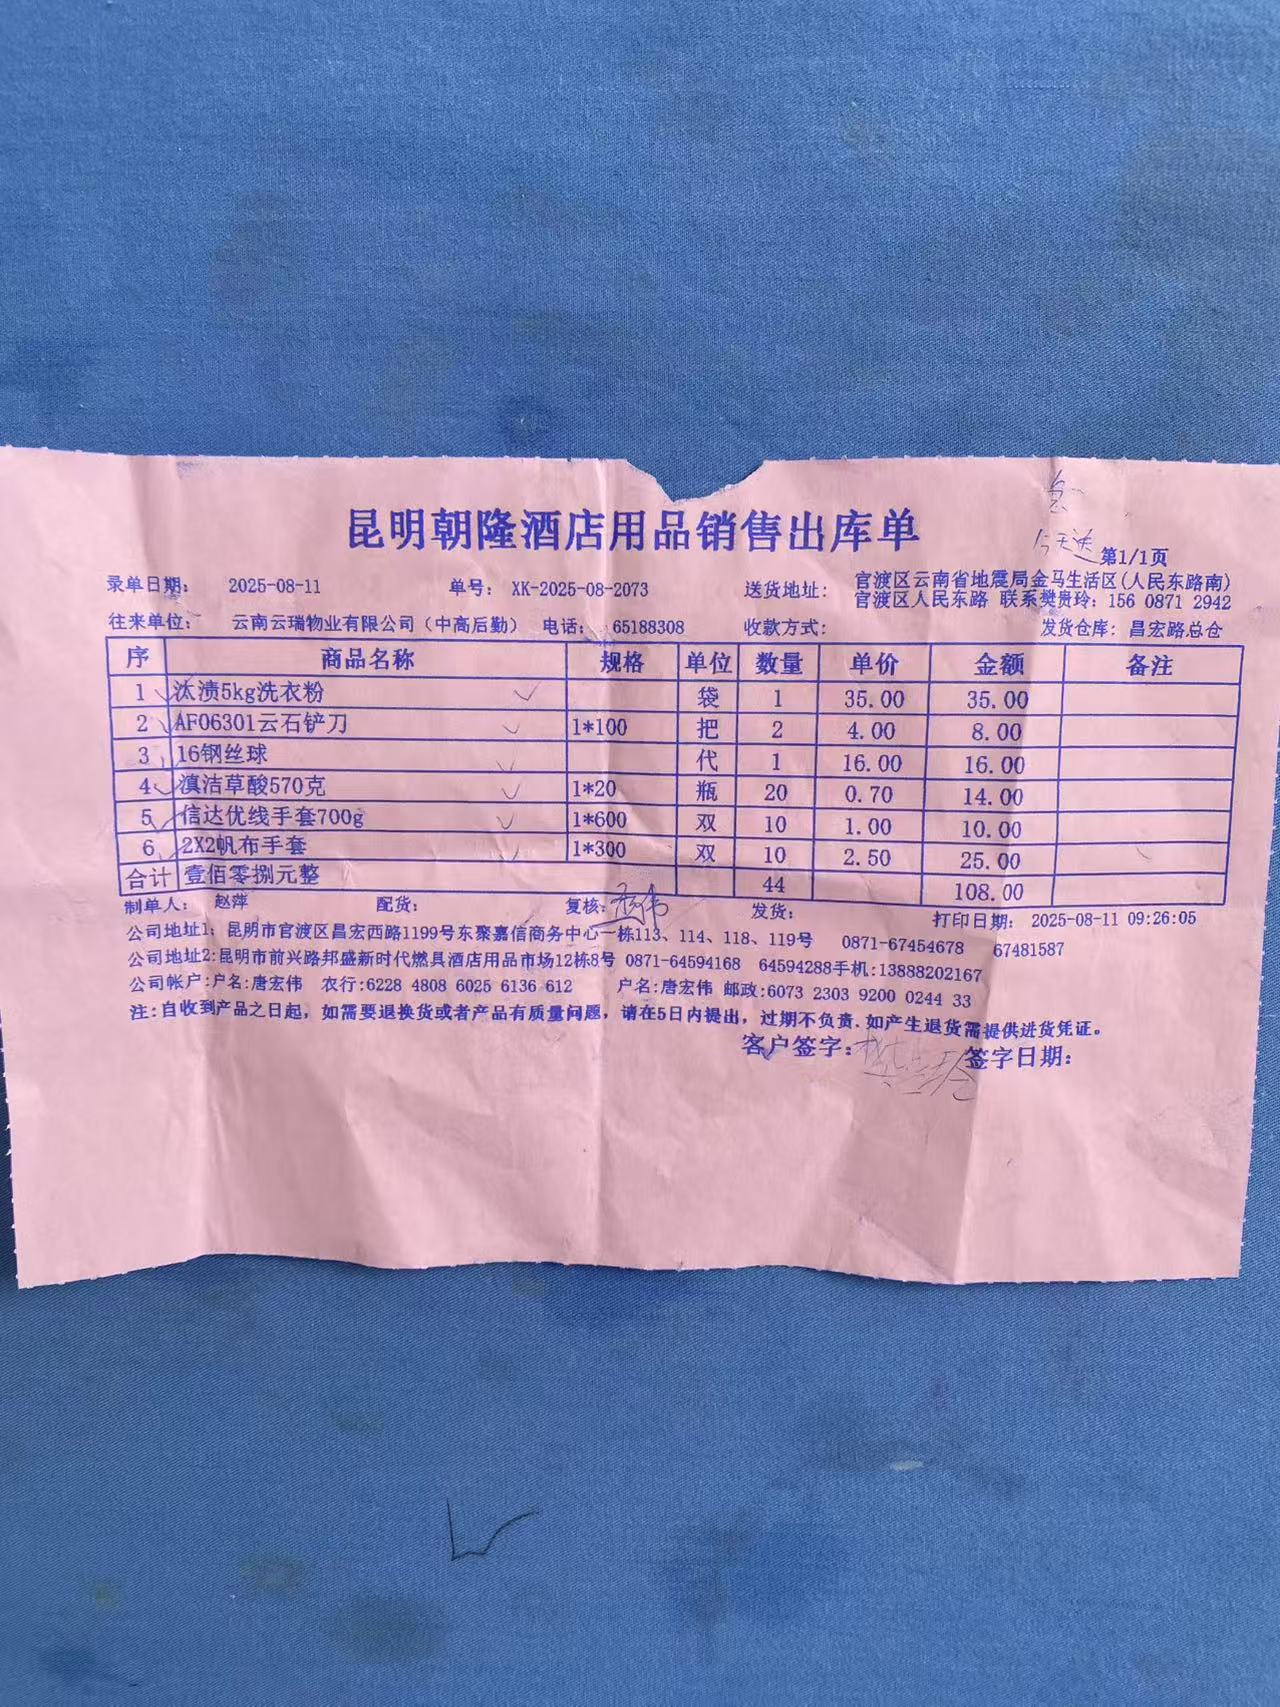 急
今天送
昆明朝隆酒店用品销售出库单
第1/1页
录单日期： 2025-08-11 单号： XK-2025-08-2073 送货地址： 官渡区云南省地震局金马生活区(人民东路南)
官渡区人民东路 联系樊贵玲：156 0871 2942
往来单位： 云南云瑞物业有限公司（中高后勤） 电话： 65188308 收款方式： 发货仓库：昌宏路总仓
序 商品名称 规格 单位 数量 单价 金额 备注
1 汰渍5kg洗衣粉 袋 1 35.00 35.00
2 AF06301云石铲刀 1*100 把 2 4.00 8.00
3 16钢丝球 代 1 16.00 16.00
4 滇洁草酸570克 1*20 瓶 20 0.70 14.00
5 信达优线手套700g 1*600 双 10 1.00 10.00
6 2X2帆布手套 1*300 双 10 2.50 25.00
合计 壹佰零捌元整 44 108.00
制单人： 赵萍 配货： 复核： 发货： 打印日期： 2025-08-11 09:26:05
公司地址1：昆明市官渡区昌宏西路1199号东聚嘉信商务中心一栋113、114、118、119号 0871-67454678 67481587
公司地址2:昆明市前兴路邦盛新时代燃具酒店用品市场12栋8号 0871-64594168 64594288手机:13888202167
公司帐户:户名:唐宏伟 农行:6228 4808 6025 6136 612 户名:唐宏伟 邮政:6073 2303 9200 0244 33
注:自收到产品之日起，如需要退换货或者产品有质量问题，请在5日内提出，过期不负责.如产生退货需提供进货凭证。
客户签字： 樊贵玲 签字日期：